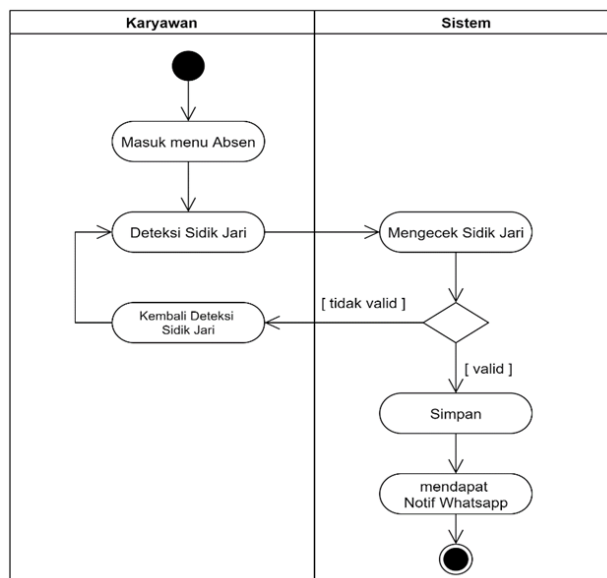 Karyawan
Sistem
Masuk menu Absen
Deteksi Sidik Jari
Mengecek Sidik Jari
[ tidak valid ]
Kembali Deteksi
Sidik Jari
[ valid ]
Simpan
mendapat
Notif Whatsapp